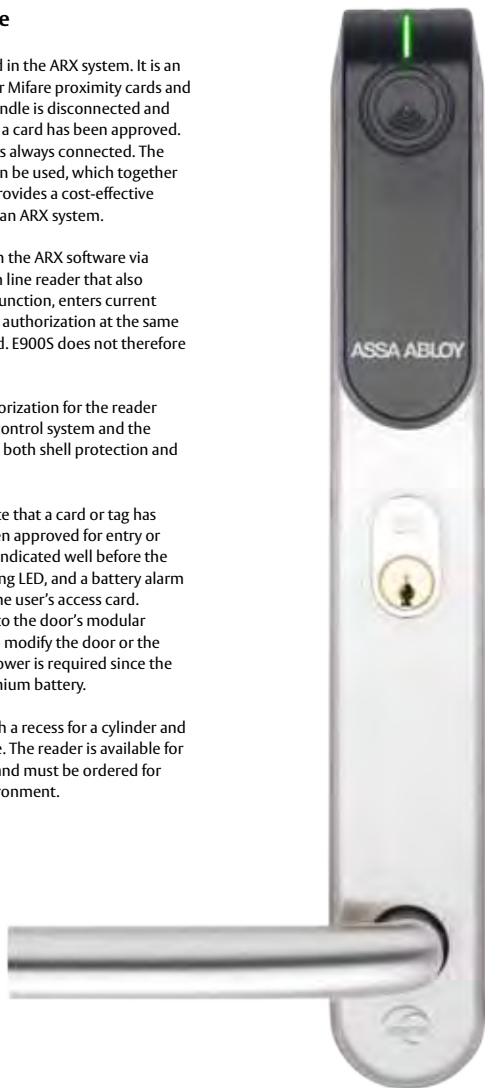 e
d in the ARX system. It is an
r Mifare proximity cards and
ndle is disconnected and
a card has been approved.
s always connected. The
n be used, which together
rovides a cost-effective
an ARX system.
n the ARX software via
n line reader that also
unction, enters current
authorization at the same
d. E900S does not therefore
orization for the reader
control system and the
both shell protection and
te that a card or tag has
en approved for entry or
indicated well before the
ng LED, and a battery alarm
he user's access card.
to the door's modular
o modify the door or the
ower is required since the
nium battery.
h a recess for a cylinder and
e. The reader is available for
and must be ordered for
ronment.
ASSA ABLOY